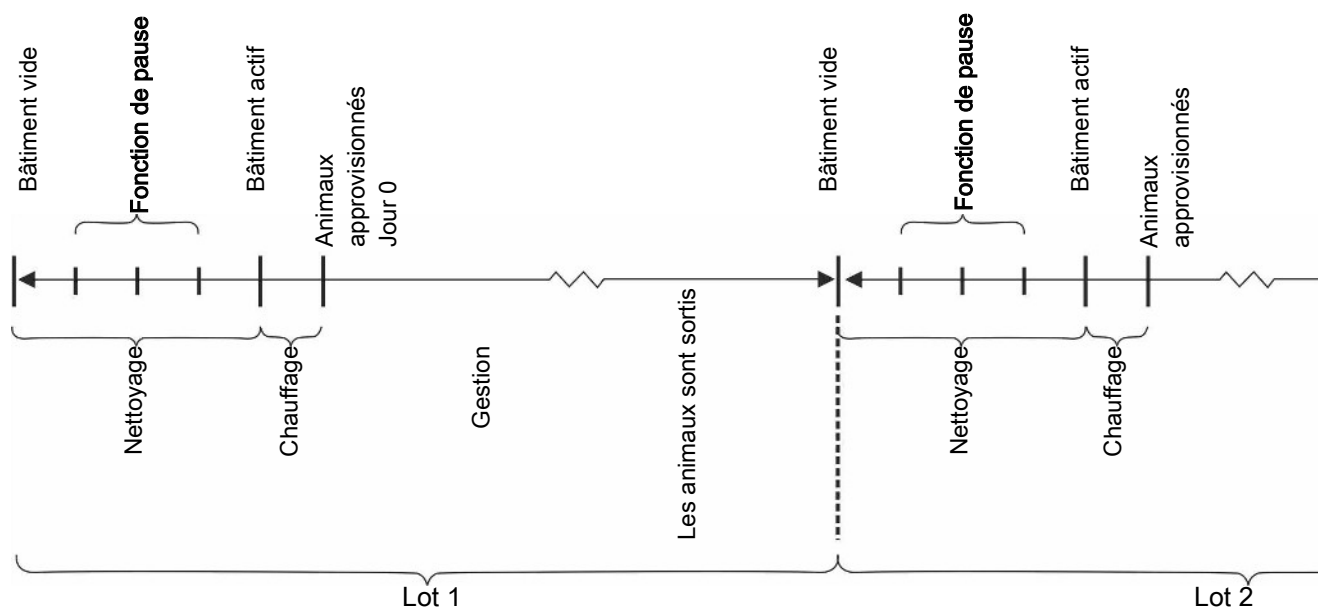 Bâtiment vide
Fonction de pause
Bâtiment actif
Animaux
approvisionnés
Jour 0
Bâtiment vide
Fonction de pause
Bâtiment actif
Animaux
approvisionnés
Nettoyage
Chauffage
Gestion
Les animaux sont sortis
Nettoyage
Chauffage
Lot 1
Lot 2